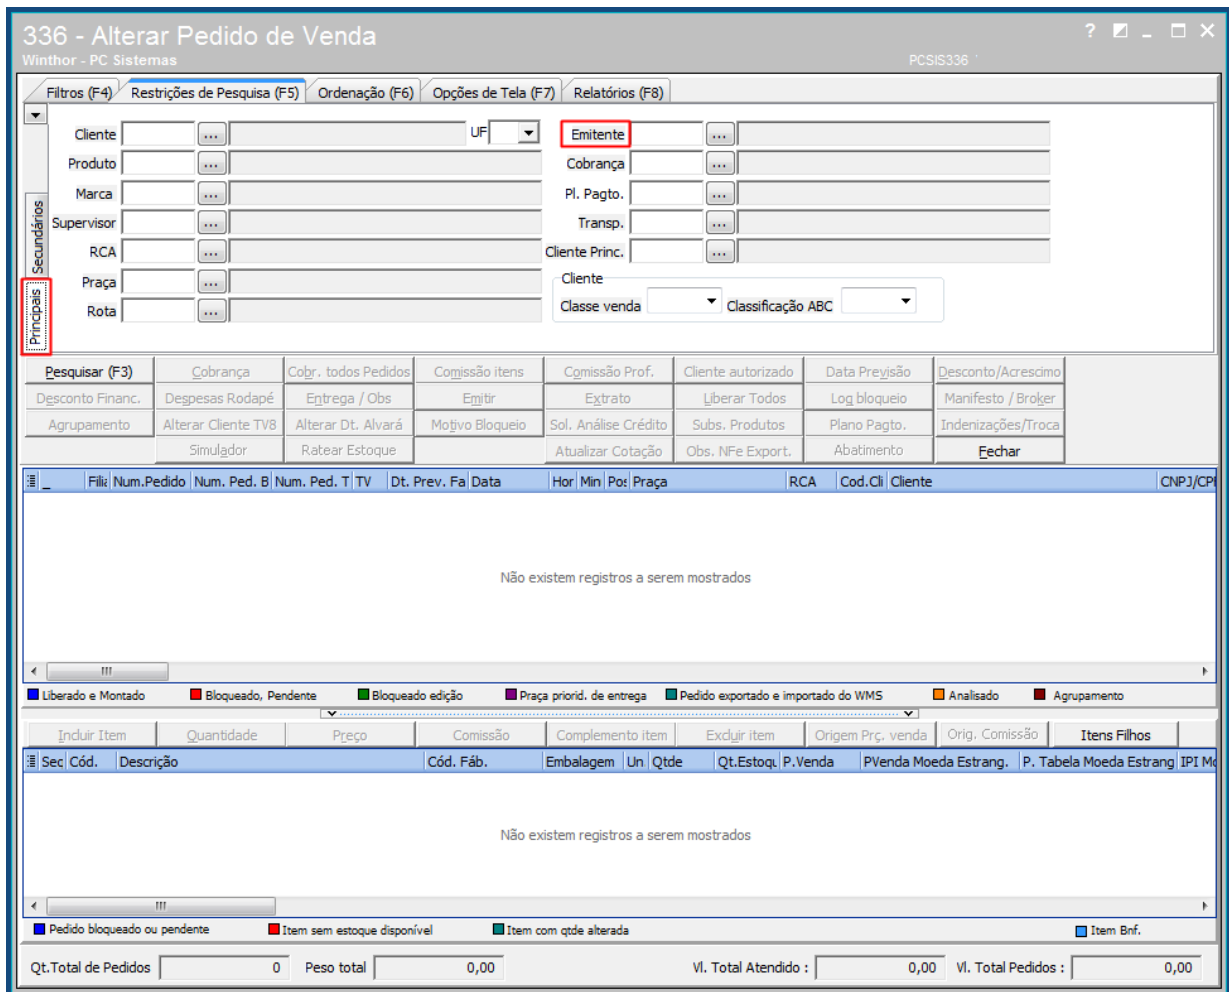 336 - Alterar Pedido de Venda
Winthor - PC Sistemas
PCSIS336
Filtros (F4) Restrições de Pesquisa (F5) Ordenação (F6) Opções de Tela (F7) Relatórios (F8)
Secundários
Principais
Cliente ... UF Emitente ...
Produto ... Cobrança ...
Marca ... Pl. Pagto. ...
Supervisor ... Transp. ...
RCA ... Cliente Princ. ...
Praça ... Cliente
Rota ... Classe venda Classificação ABC
Pesquisar (F3) Cobrança Cobr. todos Pedidos Comissão itens Comissão Prof. Cliente autorizado Data Previsão Desconto/Acrescimo
Desconto Financ. Despesas Rodapé Entrega / Obs Emitir Extrato Liberar Todos Log bloqueio Manifesto / Broker
Agrupamento Alterar Cliente TV8 Alterar Dt. Alvará Motivo Bloqueio Sol. Análise Crédito Subs. Produtos Plano Pagto. Indenizações/Troca
Simulador Ratear Estoque Atualizar Cotação Obs. NFe Export. Abatimento Fechar
_ Filia Num.Pedido Num. Ped. B Num. Ped. T TV Dt. Prev. Fa Data Hor Min Pos Praça RCA Cod.Cli Cliente CNPJ/CPF
Não existem registros a serem mostrados
Liberado e Montado Bloqueado, Pendente Bloqueado edição Praça priorid. de entrega Pedido exportado e importado do WMS Analisado Agrupamento
Incluir Item Quantidade Preço Comissão Complemento item Excluir item Origem Prç. venda Orig. Comissão Itens Filhos
Sec Cód. Descrição Cód. Fáb. Embalagem Un Qtde Qt.Estoqu P.Venda PVenda Moeda Estrang. P. Tabela Moeda Estrang IPI Mo
Não existem registros a serem mostrados
Pedido bloqueado ou pendente Item sem estoque disponível Item com qtde alterada Item Bnf.
Qt.Total de Pedidos 0 Peso total 0,00 Vl. Total Atendido : 0,00 Vl. Total Pedidos : 0,00